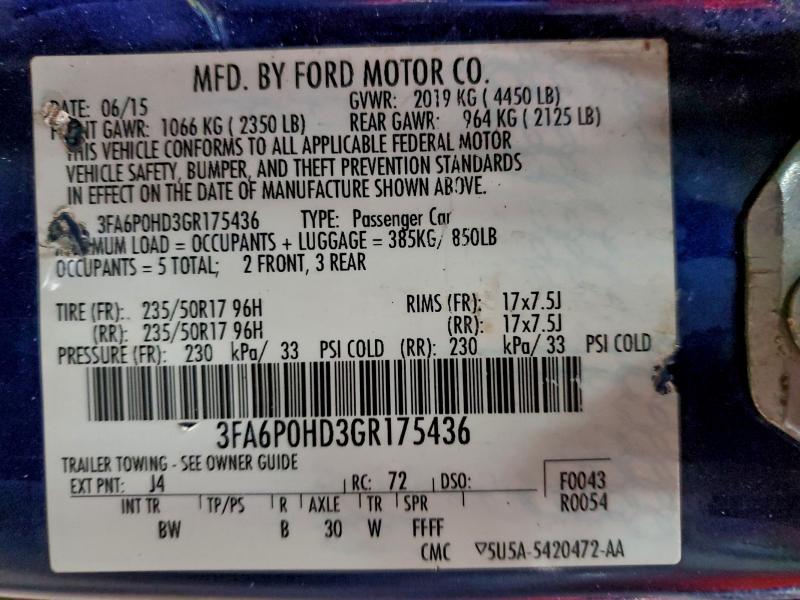 MFD. BY FORD MOTOR CO.
DATE: 06/15 GVWR: 2019 KG ( 4450 LB)
FRONT GAWR: 1066 KG ( 2350 LB) REAR GAWR: 964 KG ( 2125 LB)
THIS VEHICLE CONFORMS TO ALL APPLICABLE FEDERAL MOTOR
VEHICLE SAFETY, BUMPER, AND THEFT PREVENTION STANDARDS
IN EFFECT ON THE DATE OF MANUFACTURE SHOWN ABOVE.
3FA6P0HD3GR175436 TYPE: Passenger Car
MAXIMUM LOAD = OCCUPANTS + LUGGAGE = 385KG/ 850LB
OCCUPANTS = 5 TOTAL; 2 FRONT, 3 REAR
TIRE (FR): 235/50R17 96H RIMS (FR): 17x7.5J
(RR): 235/50R17 96H (RR): 17x7.5J
PRESSURE (FR): 230 kPa/ 33 PSI COLD (RR): 230 kPa/ 33 PSI COLD
3FA6P0HD3GR175436
TRAILER TOWING - SEE OWNER GUIDE
EXT PNT: J4 RC: 72 DSO: F0043
INT TR TP/PS R AXLE TR SPR R0054
BW B 30 W FFFF
CMC ▽5U5A-5420472-AA